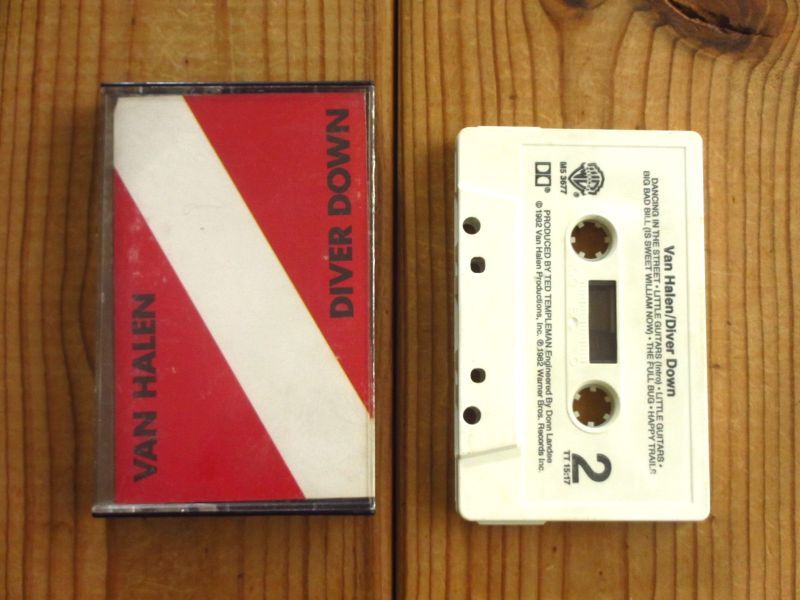 VAN HALEN
DIVER DOWN
Van Halen/Diver Down
DANCING IN THE STREET • LITTLE GUITARS (Intro) • LITTLE GUITARS •
BIG BAD BILL (IS SWEET WILLIAM NOW) • THE FULL BUG • HAPPY TRAILS
M5 3677
2
TT 15:17
PRODUCED BY TED TEMPLEMAN Engineered By Donn Landee
© 1982 Van Halen Productions, Inc. ℗ 1982 Warner Bros. Records Inc.